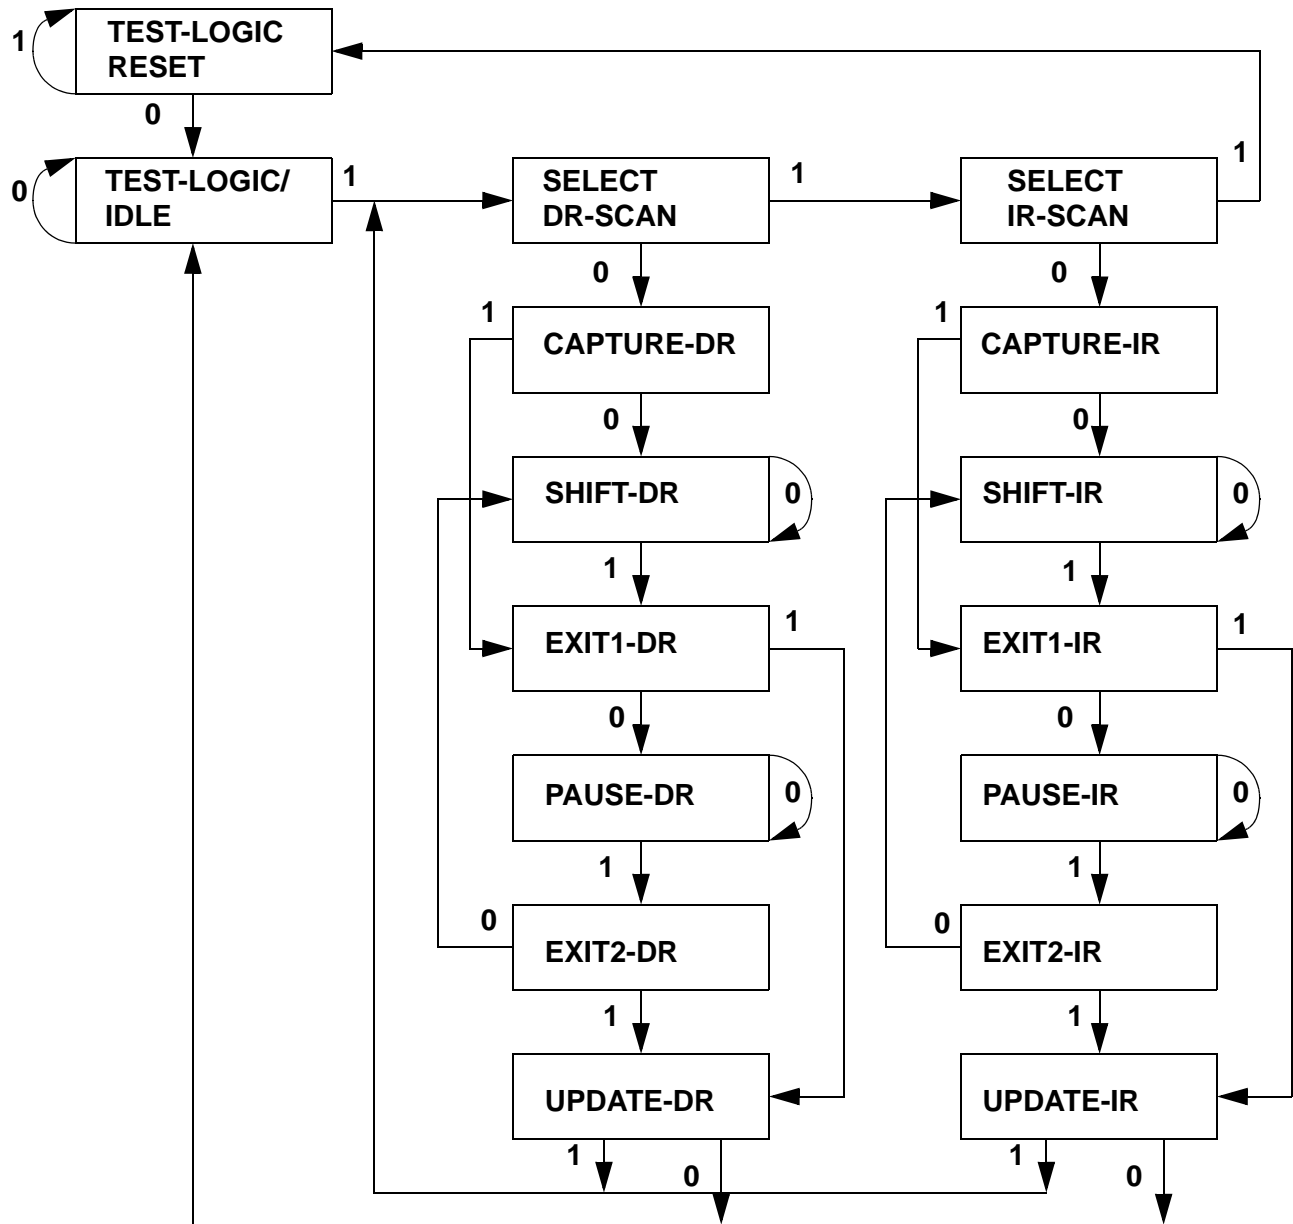 1
TEST-LOGIC
RESET
0
0
TEST-LOGIC/
IDLE
1
SELECT
DR-SCAN
1
SELECT
IR-SCAN
1
0
0
1
CAPTURE-DR
1
CAPTURE-IR
0
0
SHIFT-DR
0
SHIFT-IR
0
1
1
EXIT1-DR
1
EXIT1-IR
1
0
0
PAUSE-DR
0
PAUSE-IR
0
1
1
0
EXIT2-DR
0
EXIT2-IR
1
1
UPDATE-DR
UPDATE-IR
1
0
1
0